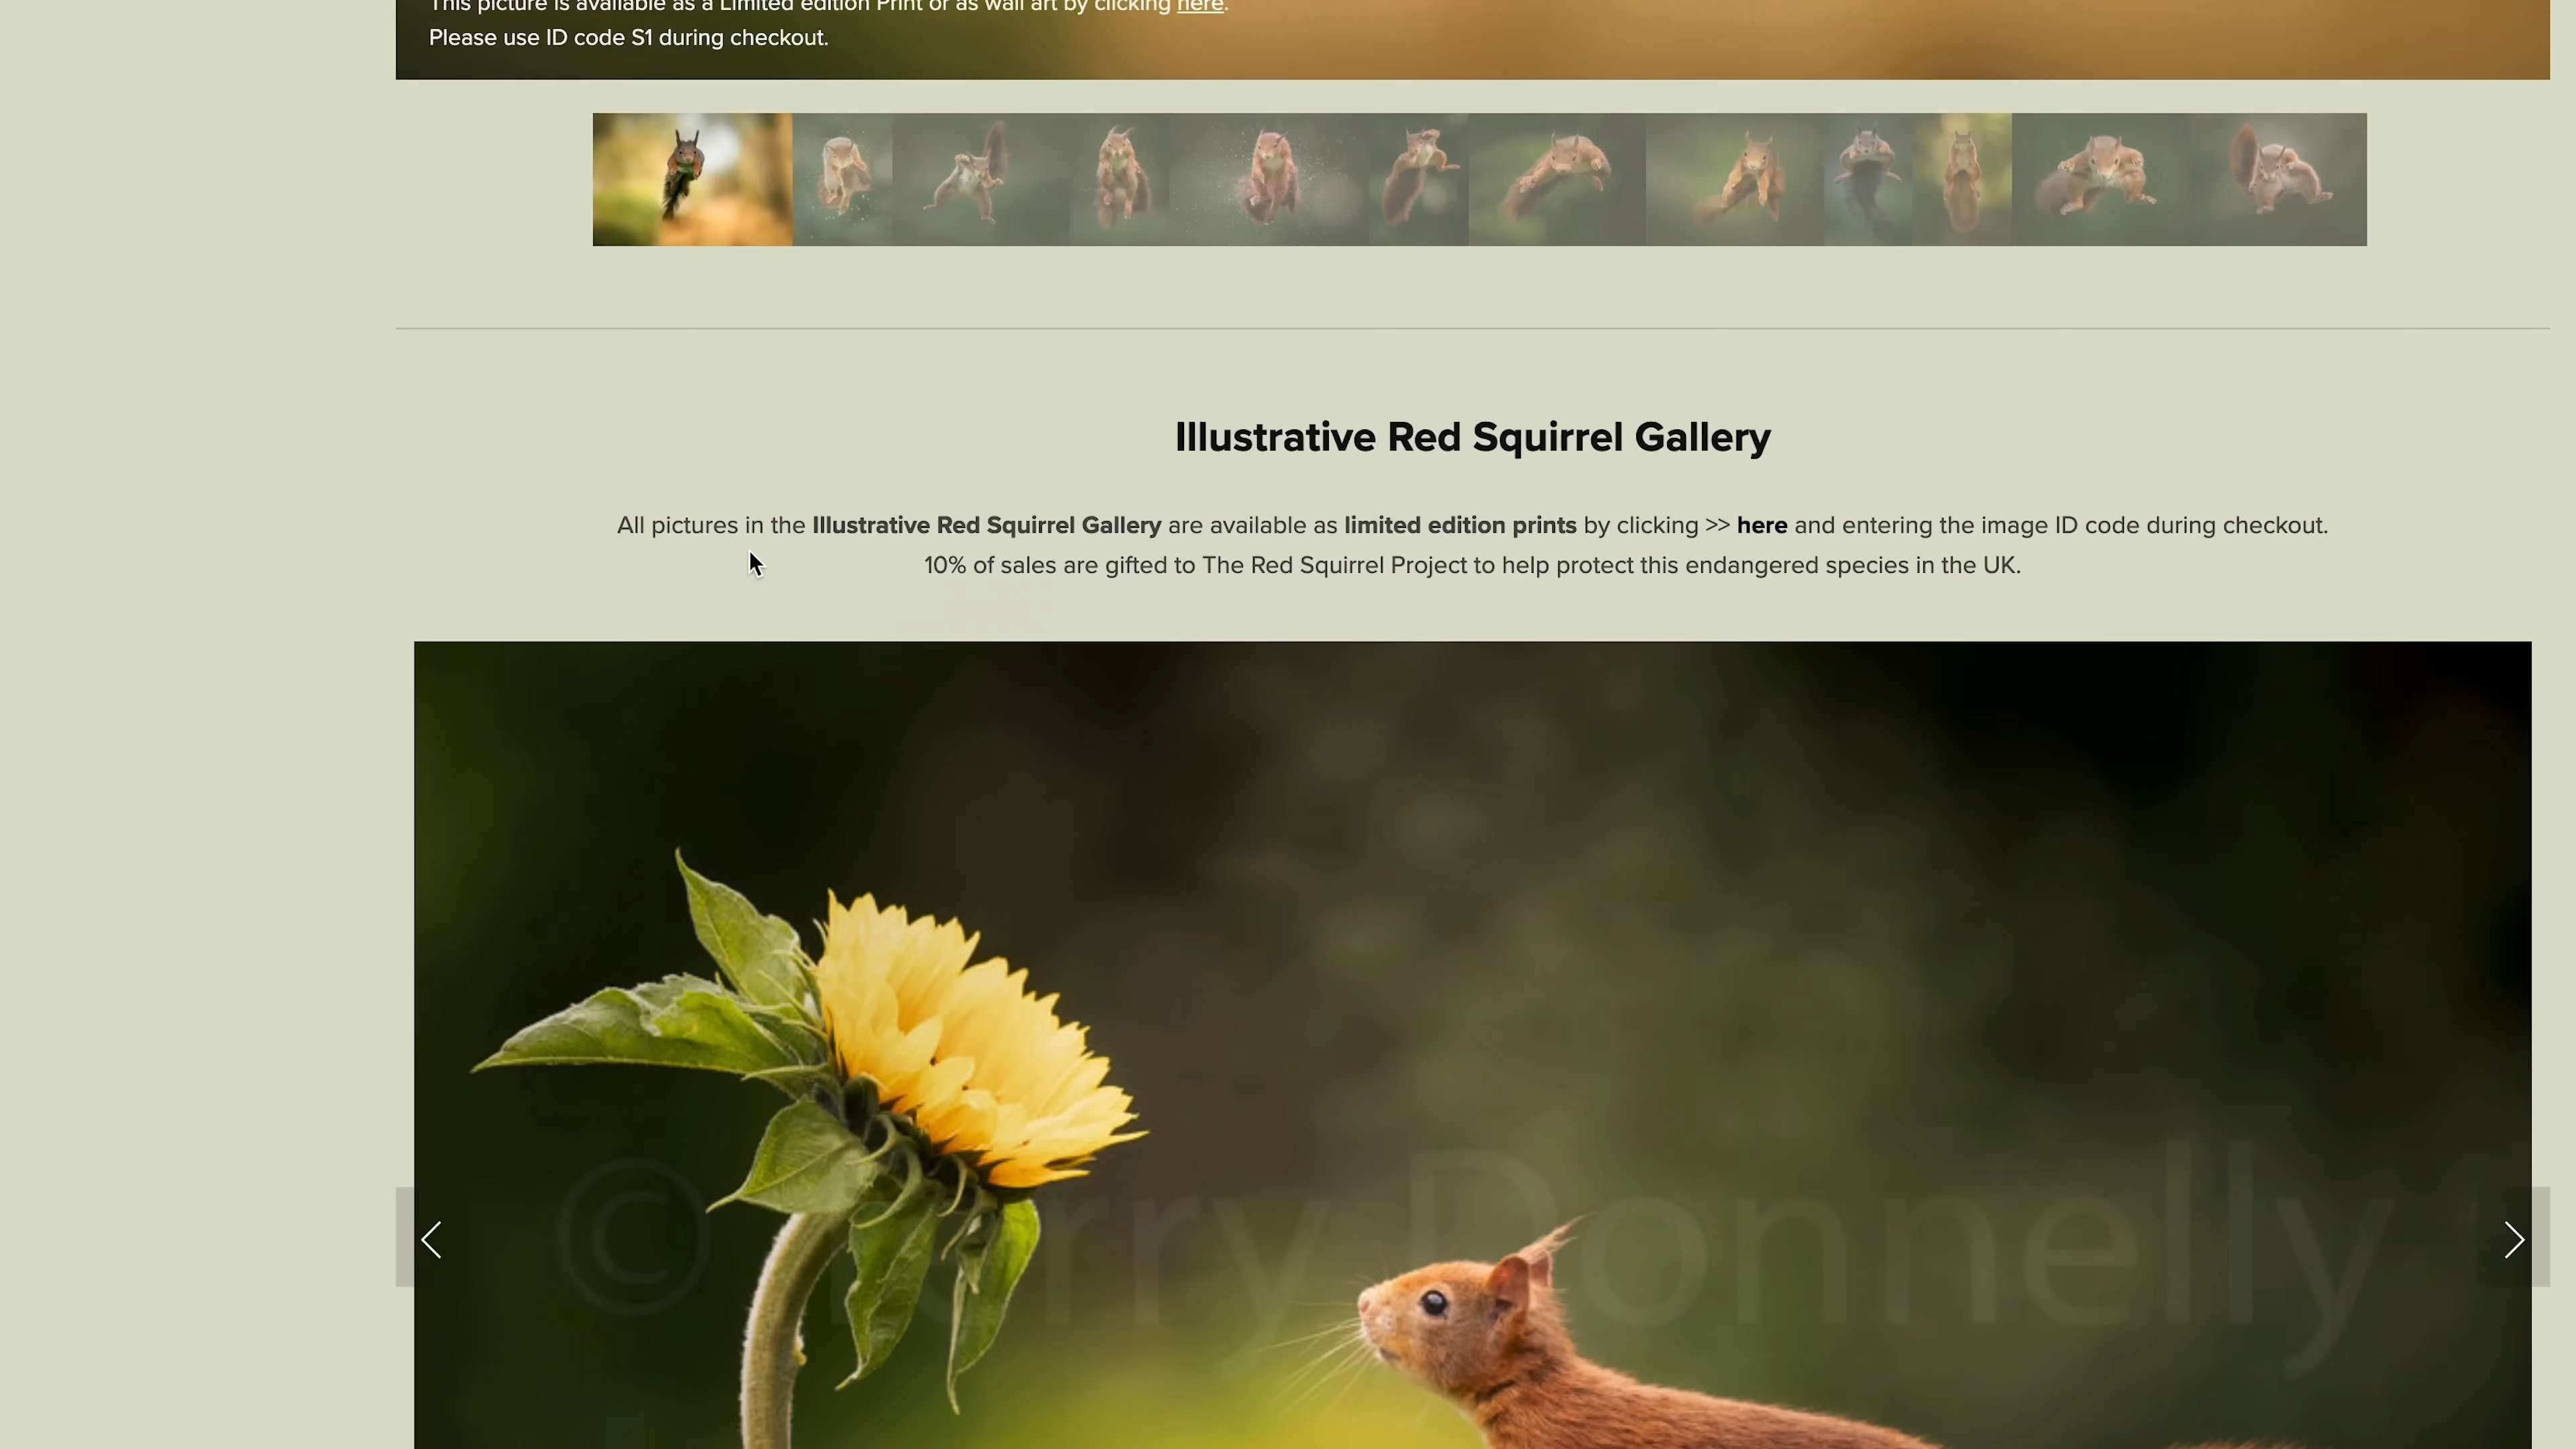 This picture is available as a Limited edition Print or as wall art by clicking here.
Please use ID code S1 during checkout.
Illustrative Red Squirrel Gallery
All pictures in the Illustrative Red Squirrel Gallery are available as limited edition prints by clicking >> here and entering the image ID code during checkout.
10% of sales are gifted to The Red Squirrel Project to help protect this endangered species in the UK.
© Terry Donnelly